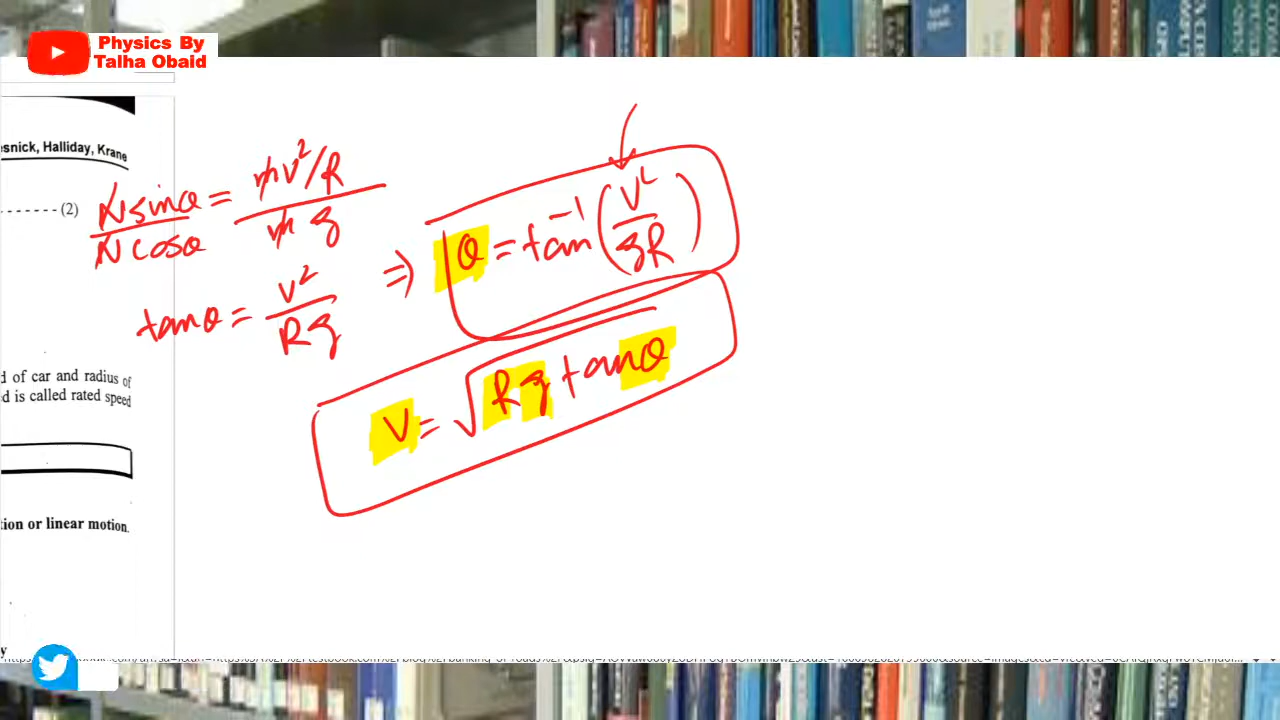 Physics By
Talha Obaid
esnick, Halliday, Krane
------(2)
N sinθ = mv²/R
N cosθ mg
tanθ = v²/Rg
⇒ θ = tan⁻¹(v²/gR)
v = √Rg tanθ
d of car and radius of
d is called rated speed
tion or linear motion.
y